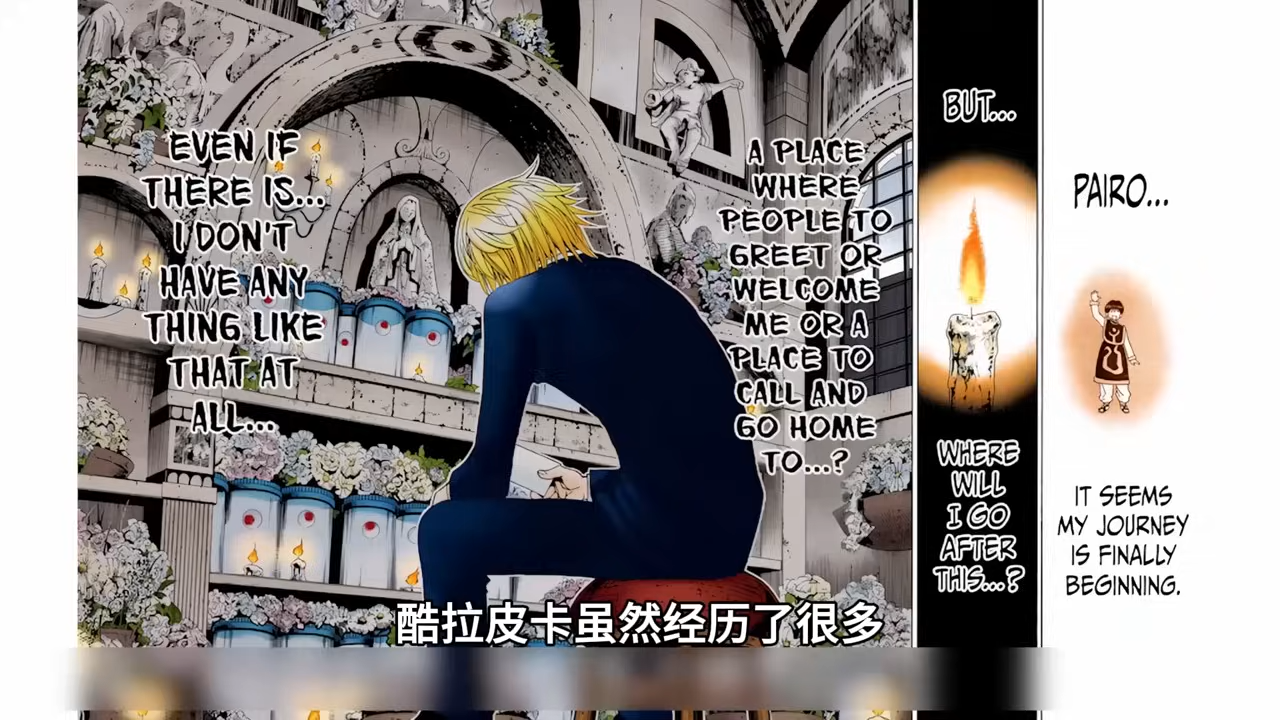 PAIRO...
IT SEEMS
MY JOURNEY
IS FINALLY
BEGINNING.
BUT...
WHERE
WILL
I GO
AFTER
THIS...?
A PLACE
WHERE
PEOPLE TO
GREET OR
WELCOME
ME OR A
PLACE TO
CALL AND
GO HOME
TO...?
EVEN IF
THERE IS...
I DON'T
HAVE ANY
THING LIKE
THAT AT
ALL...
酷拉皮卡虽然经历了很多